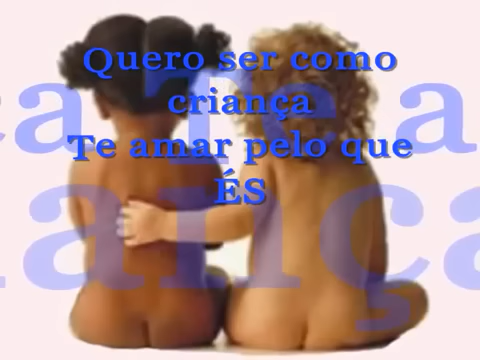 Quero ser como
criança
Te amar pelo que
ÉS